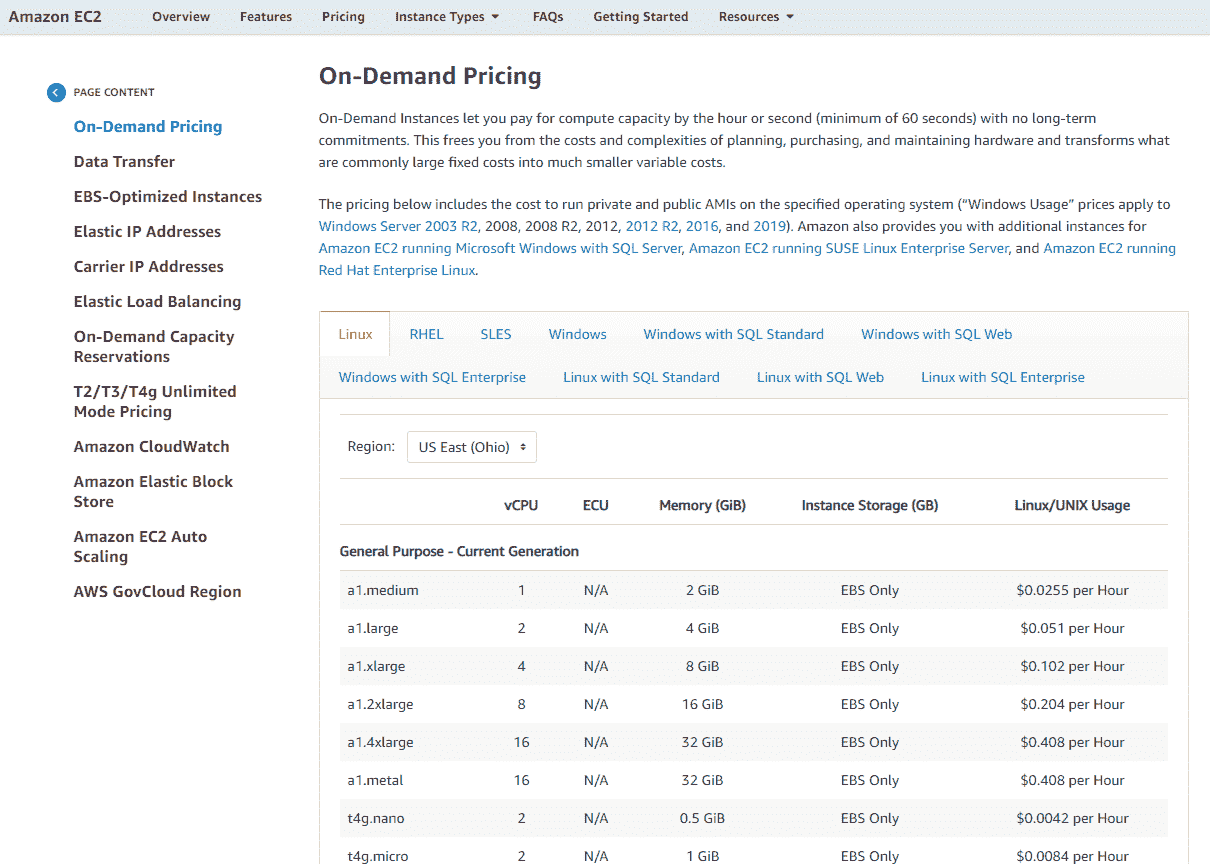 Amazon EC2 Overview Features Pricing Instance Types FAQs Getting Started Resources
PAGE CONTENT
On-Demand Pricing
Data Transfer
EBS-Optimized Instances
Elastic IP Addresses
Carrier IP Addresses
Elastic Load Balancing
On-Demand Capacity
Reservations
T2/T3/T4g Unlimited
Mode Pricing
Amazon CloudWatch
Amazon Elastic Block
Store
Amazon EC2 Auto
Scaling
AWS GovCloud Region
On-Demand Pricing
On-Demand Instances let you pay for compute capacity by the hour or second (minimum of 60 seconds) with no long-term
commitments. This frees you from the costs and complexities of planning, purchasing, and maintaining hardware and transforms what
are commonly large fixed costs into much smaller variable costs.
The pricing below includes the cost to run private and public AMIs on the specified operating system (“Windows Usage” prices apply to
Windows Server 2003 R2, 2008, 2008 R2, 2012, 2012 R2, 2016, and 2019). Amazon also provides you with additional instances for
Amazon EC2 running Microsoft Windows with SQL Server, Amazon EC2 running SUSE Linux Enterprise Server, and Amazon EC2 running
Red Hat Enterprise Linux.
Linux RHEL SLES Windows Windows with SQL Standard Windows with SQL Web
Windows with SQL Enterprise Linux with SQL Standard Linux with SQL Web Linux with SQL Enterprise
Region: US East (Ohio)
vCPU ECU Memory (GiB) Instance Storage (GB) Linux/UNIX Usage
General Purpose - Current Generation
a1.medium 1 N/A 2 GiB EBS Only $0.0255 per Hour
a1.large 2 N/A 4 GiB EBS Only $0.051 per Hour
a1.xlarge 4 N/A 8 GiB EBS Only $0.102 per Hour
a1.2xlarge 8 N/A 16 GiB EBS Only $0.204 per Hour
a1.4xlarge 16 N/A 32 GiB EBS Only $0.408 per Hour
a1.metal 16 N/A 32 GiB EBS Only $0.408 per Hour
t4g.nano 2 N/A 0.5 GiB EBS Only $0.0042 per Hour
t4g.micro 2 N/A 1 GiB EBS Only $0.0084 per Hour